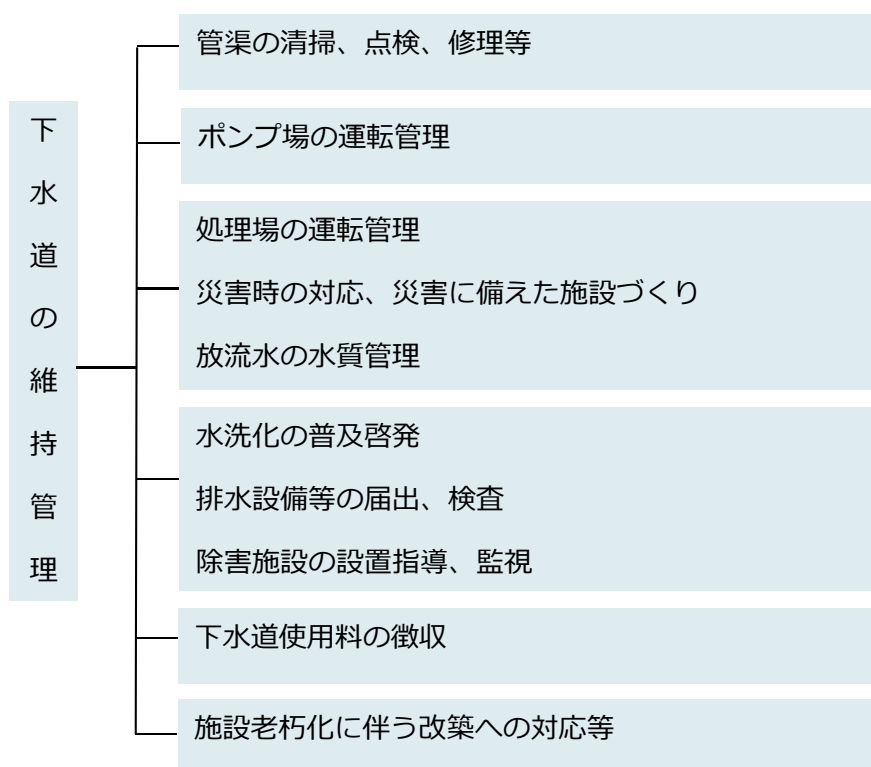 下水道の維持管理
管渠の清掃、点検、修理等
ポンプ場の運転管理
処理場の運転管理
災害時の対応、災害に備えた施設づくり
放流水の水質管理
水洗化の普及啓発
排水設備等の届出、検査
除害施設の設置指導、監視
下水道使用料の徴収
施設老朽化に伴う改築への対応等